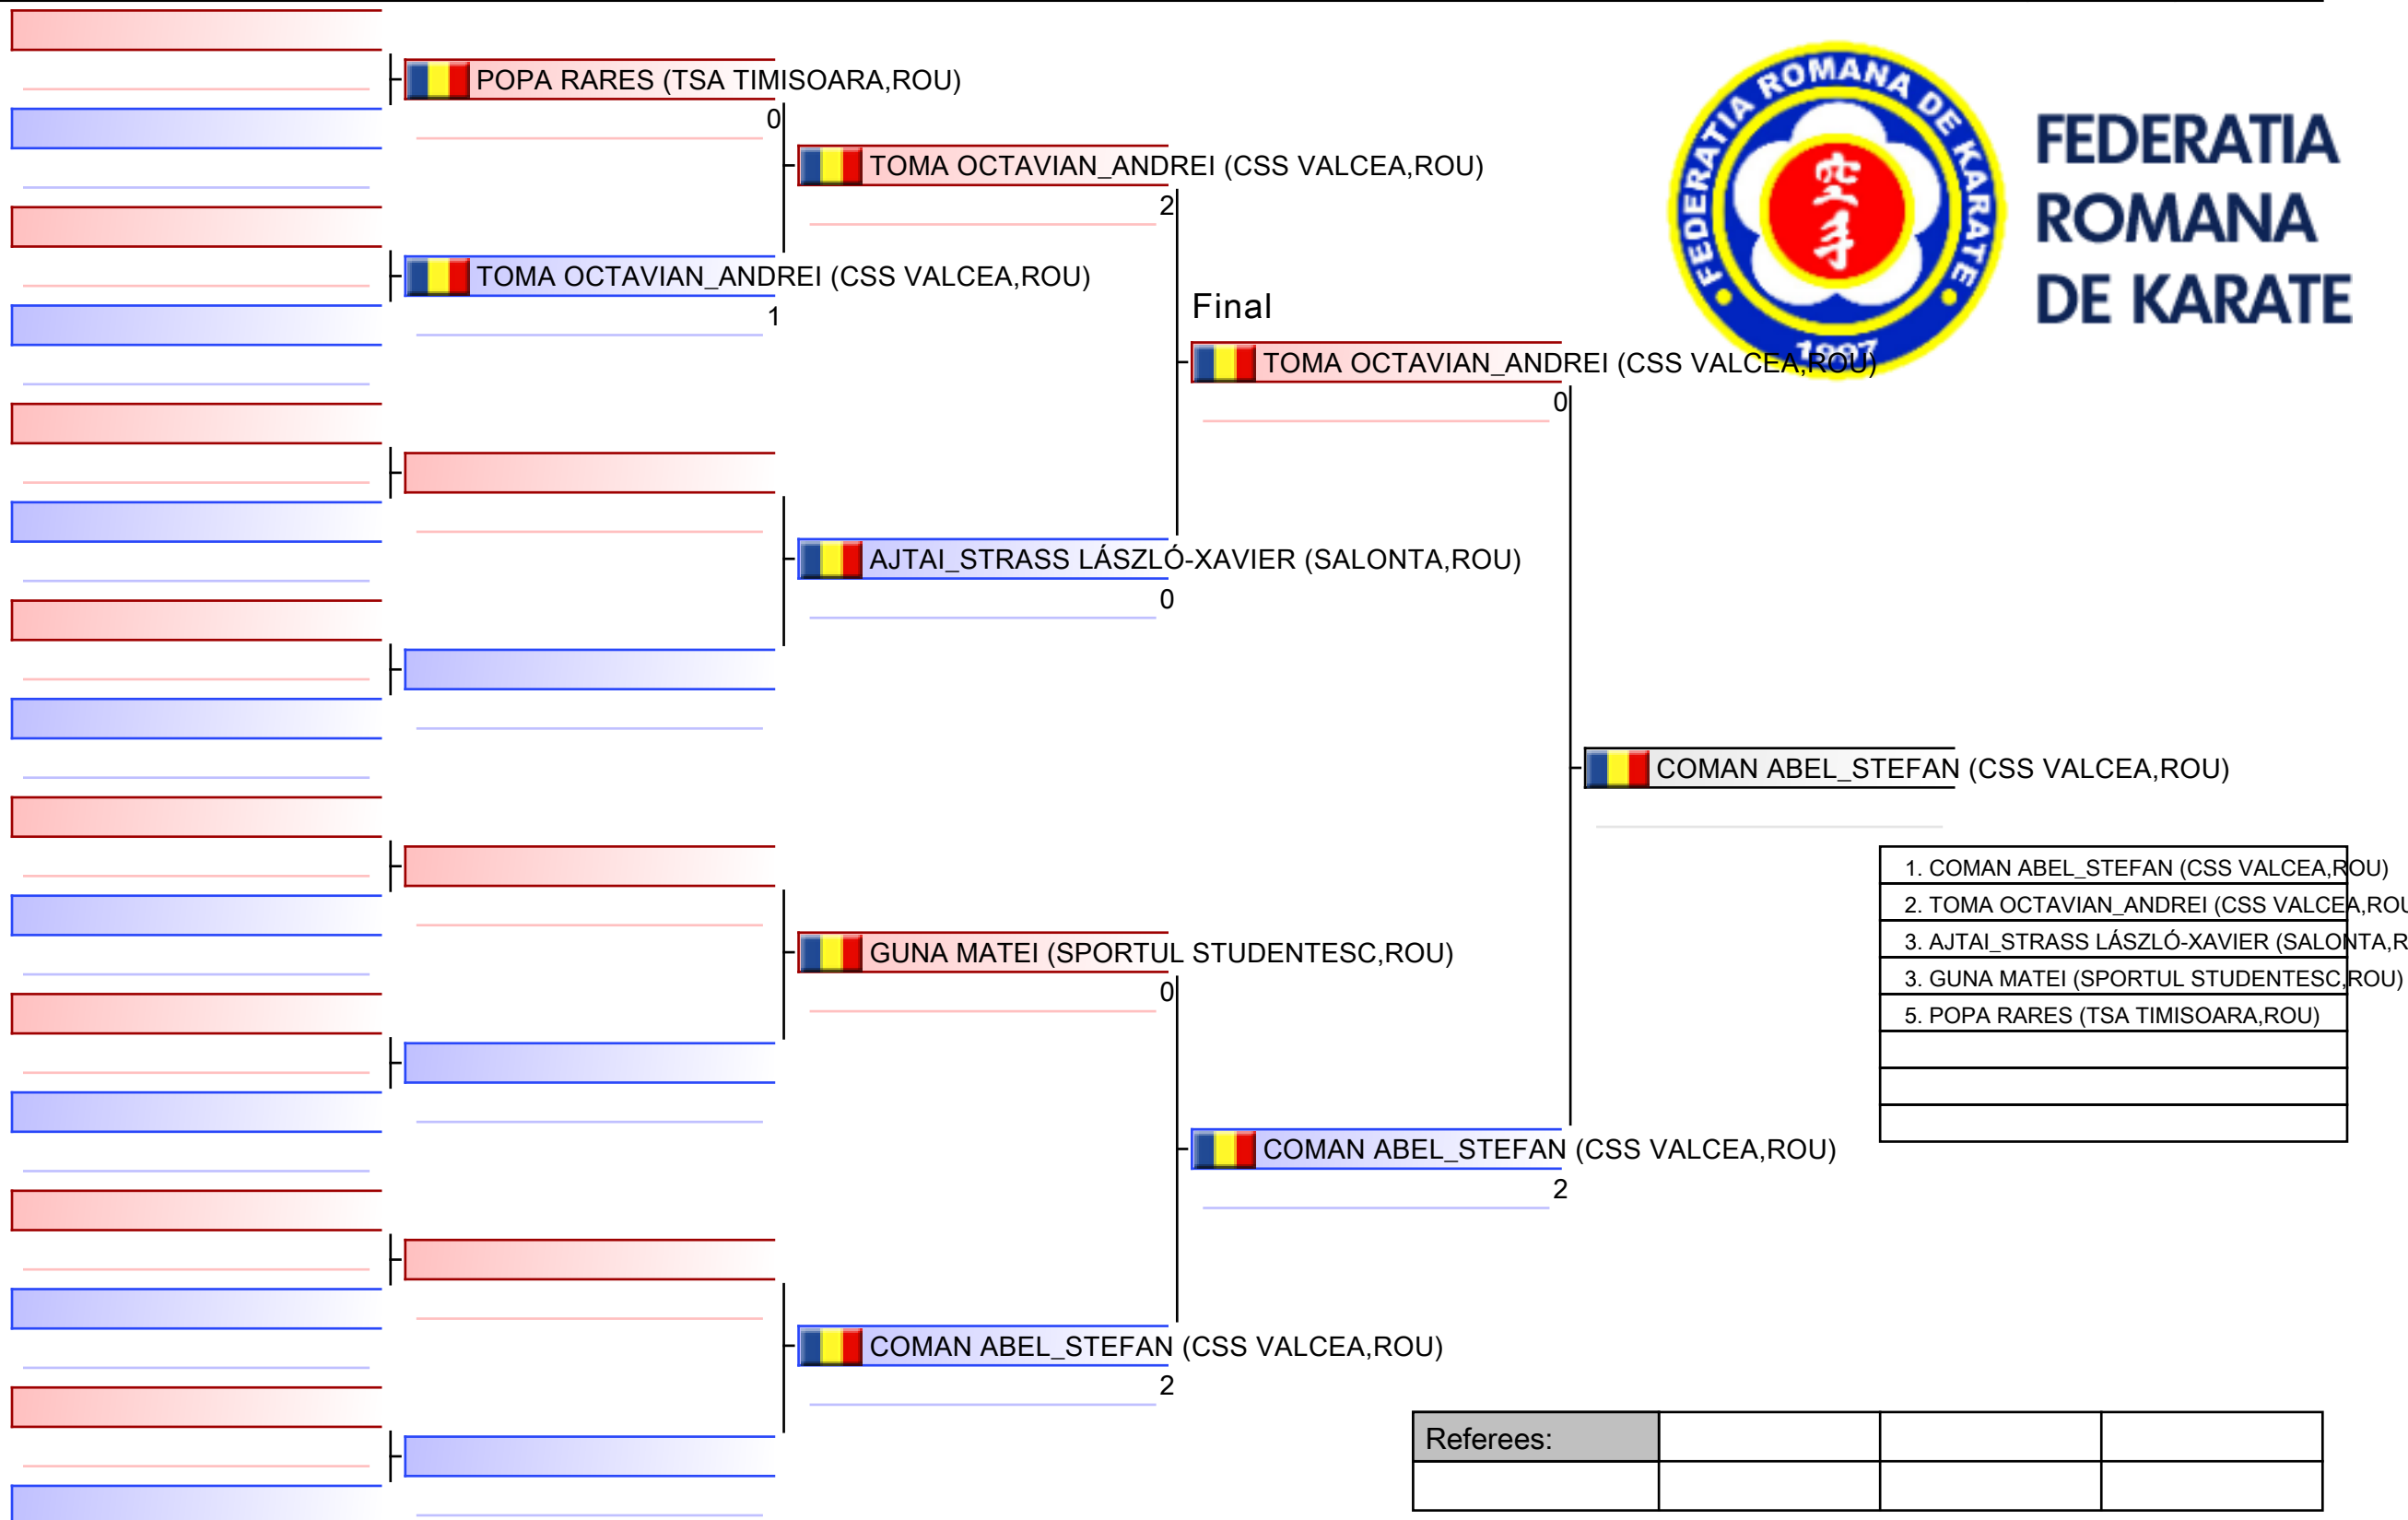 POPA RARES (TSA TIMISOARA,ROU)
0
TOMA OCTAVIAN_ANDREI (CSS VALCEA,ROU)
2
TOMA OCTAVIAN_ANDREI (CSS VALCEA,ROU)
1
Final
TOMA OCTAVIAN_ANDREI (CSS VALCEA,ROU)
0
FEDERATIA ROMANA DE KARATE
空手
1997
FEDERATIA
ROMANA
DE KARATE
AJTAI_STRASS LÁSZLÓ-XAVIER (SALONTA,ROU)
0
COMAN ABEL_STEFAN (CSS VALCEA,ROU)
GUNA MATEI (SPORTUL STUDENTESC,ROU)
0
COMAN ABEL_STEFAN (CSS VALCEA,ROU)
2
COMAN ABEL_STEFAN (CSS VALCEA,ROU)
2
1. COMAN ABEL_STEFAN (CSS VALCEA,ROU)
2. TOMA OCTAVIAN_ANDREI (CSS VALCEA,ROU
3. AJTAI_STRASS LÁSZLÓ-XAVIER (SALONTA,R
3. GUNA MATEI (SPORTUL STUDENTESC,ROU)
5. POPA RARES (TSA TIMISOARA,ROU)
Referees: